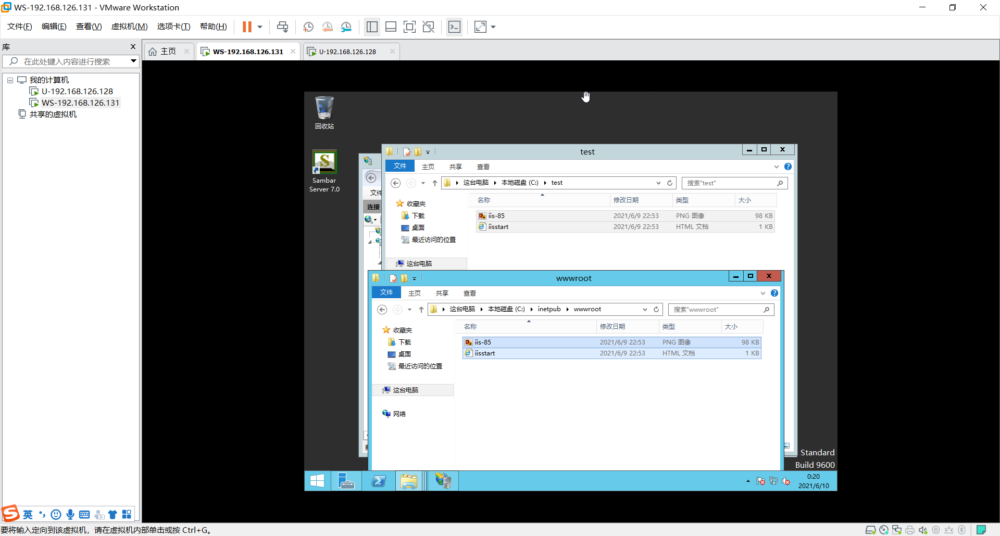 WS-192.168.126.131 - VMware Workstation
文件(F) 编辑(E) 查看(V) 虚拟机(M) 选项卡(T) 帮助(H)
库
在此处键入内容进行搜索
我的计算机
U-192.168.126.128
WS-192.168.126.131
共享的虚拟机
主页 WS-192.168.126.131 U-192.168.126.128
回收站
S
Sambar
Server 7.0
test
文件 主页 共享 查看
这台电脑 本地磁盘 (C:) test
搜索"test"
名称 修改日期 类型 大小
iis-85 2021/6/9 22:53 PNG 图像 98 KB
iisstart 2021/6/9 22:53 HTML 文档 1 KB
收藏夹
下载
桌面
最近访问的位置
这台电脑
连接
wwwroot
文件 主页 共享 查看
这台电脑 本地磁盘 (C:) inetpub wwwroot
搜索"wwwroot"
名称 修改日期 类型 大小
iis-85 2021/6/9 22:53 PNG 图像 98 KB
iisstart 2021/6/9 22:53 HTML 文档 1 KB
收藏夹
下载
桌面
最近访问的位置
这台电脑
网络
Standard
Build 9600
0:20
2021/6/10
英
要将输入定向到该虚拟机，请在虚拟机内部单击或按 Ctrl+G。